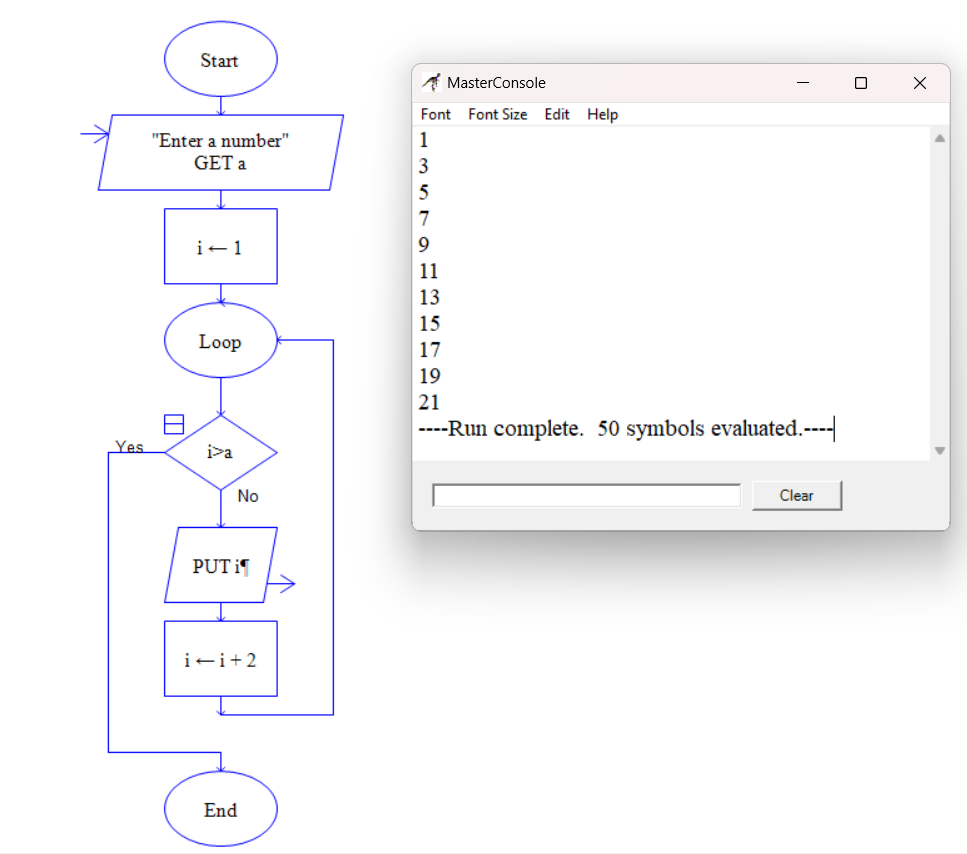 Start
"Enter a number"
GET a
i ← 1
Loop
Yes
i>a
No
PUT i¶
i ← i + 2
End
MasterConsole
Font Font Size Edit Help
1
3
5
7
9
11
13
15
17
19
21
----Run complete.  50 symbols evaluated.----
Clear